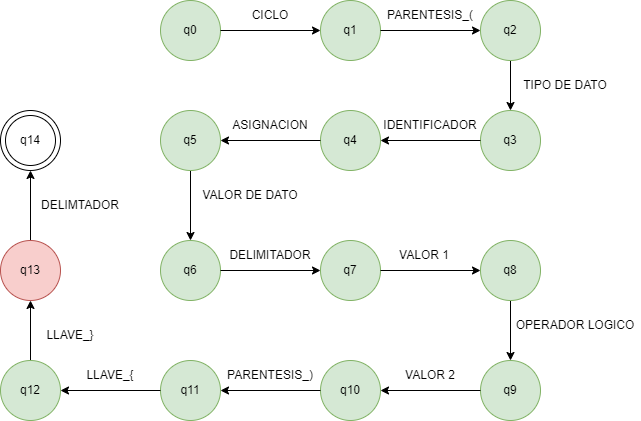 q0
CICLO
q1
PARENTESIS_(
q2
TIPO DE DATO
q3
IDENTIFICADOR
q4
ASIGNACION
q5
VALOR DE DATO
q6
DELIMITADOR
q7
VALOR 1
q8
OPERADOR LOGICO
q9
VALOR 2
q10
PARENTESIS_)
q11
LLAVE_{
q12
LLAVE_}
q13
DELIMTADOR
q14